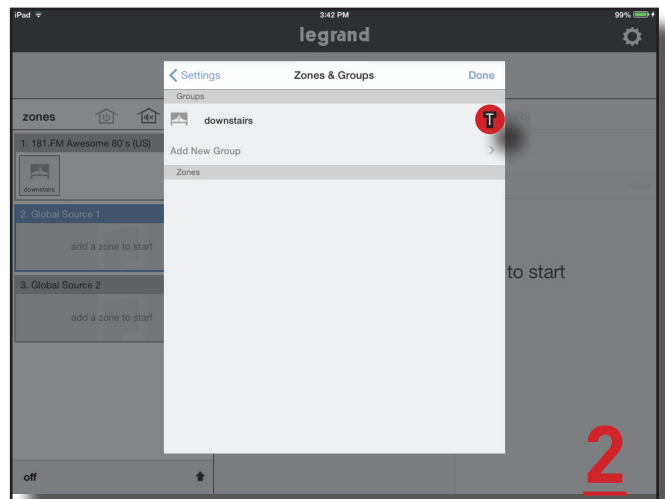 iPad 3:42 PM 99%
legrand
Settings Zones & Groups Done
Groups
downstairs T
Add New Group
Zones
zones
1. 181.FM Awesome 80's (US)
downstairs
2. Global Source 1
add a zone to start
3. Global Source 2
add a zone to start
to start
off
2